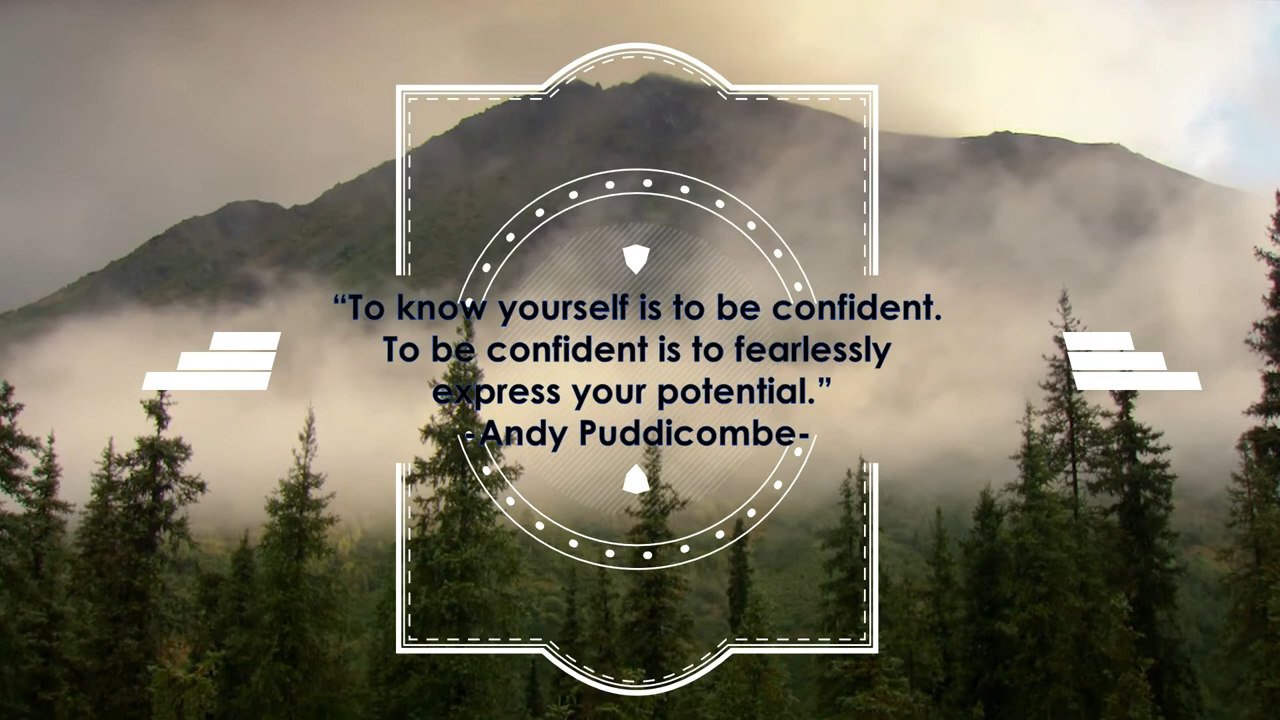 “To know yourself is to be confident.
To be confident is to fearlessly
express your potential.”
-Andy Puddicombe-